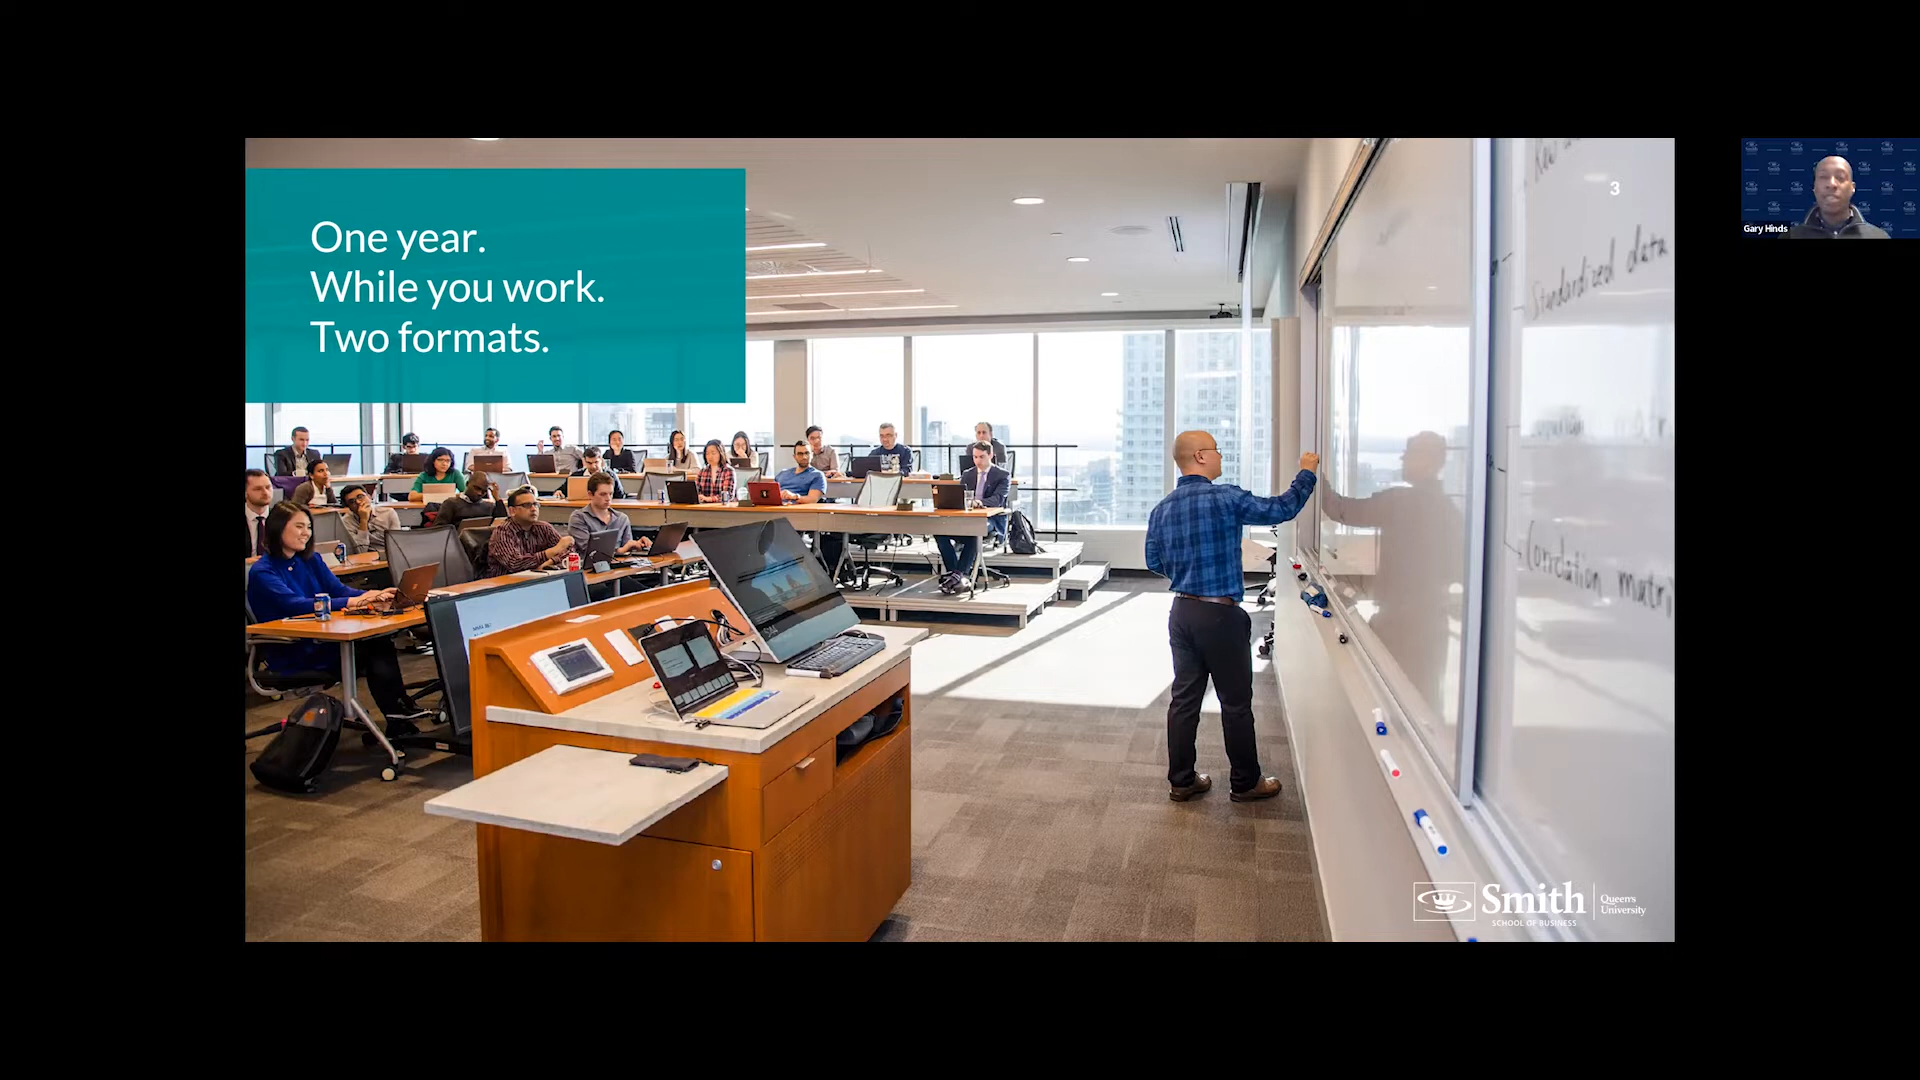 One year.
While you work.
Two formats.
3
Standardized data
Correlation matri
Gary Hinds
Smith
SCHOOL OF BUSINESS
Queen's
University